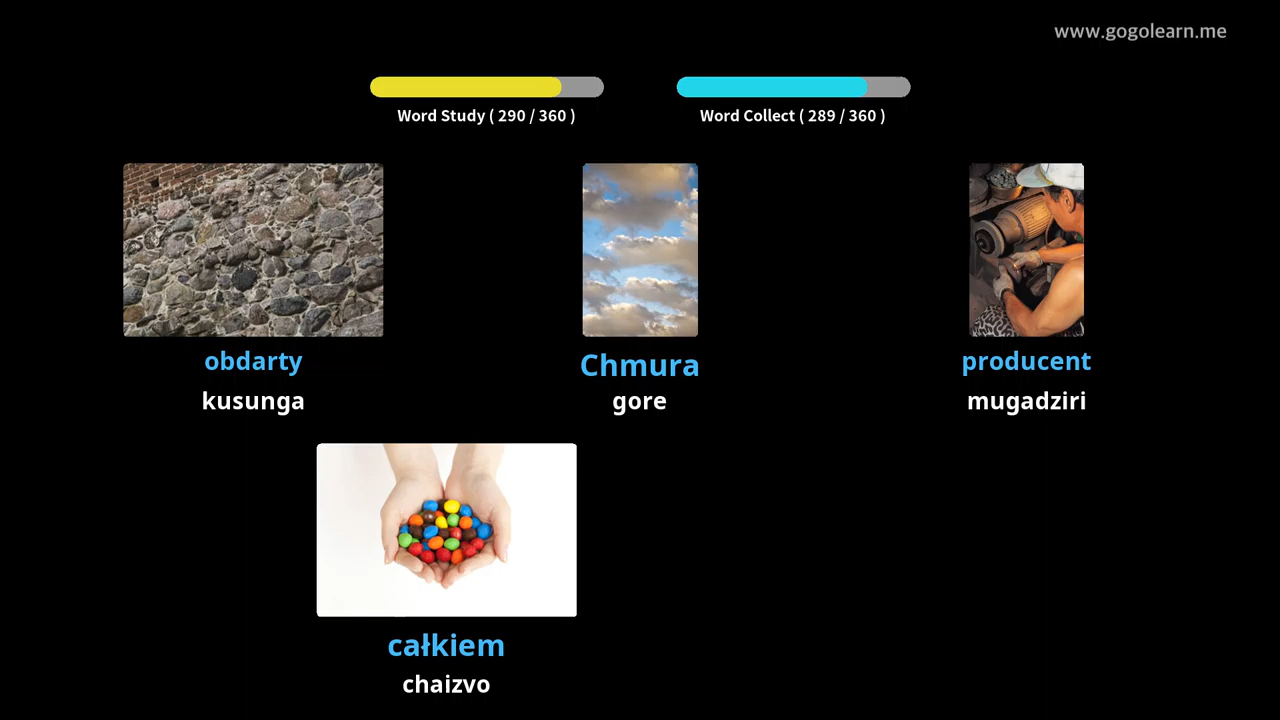 www.gogolearn.me
Word Study ( 290 / 360 )
Word Collect ( 289 / 360 )
obdarty
kusunga
Chmura
gore
producent
mugadziri
całkiem
chaizvo